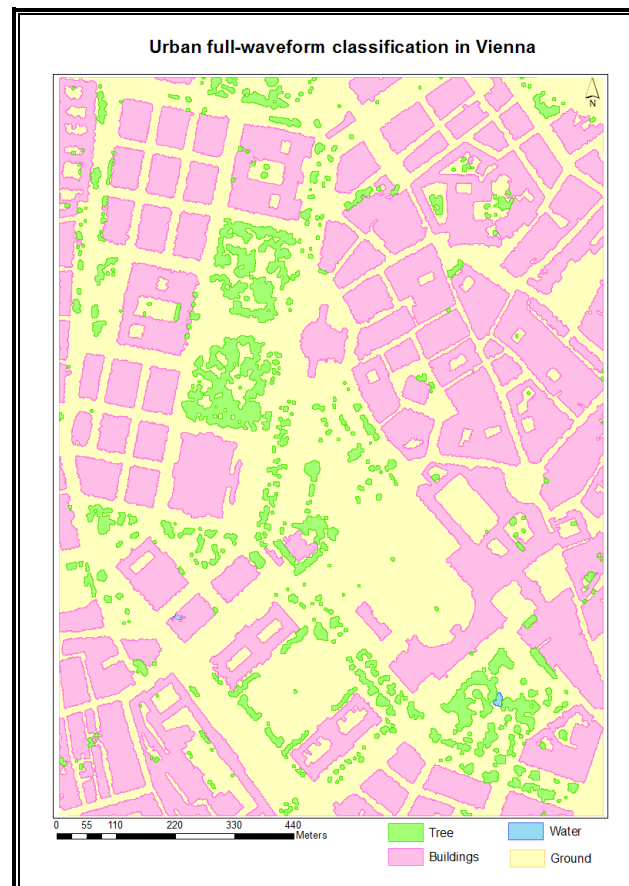 Urban full-waveform classification in Vienna
N
0 55 110 220 330 440
Meters
Tree Water
Buildings Ground